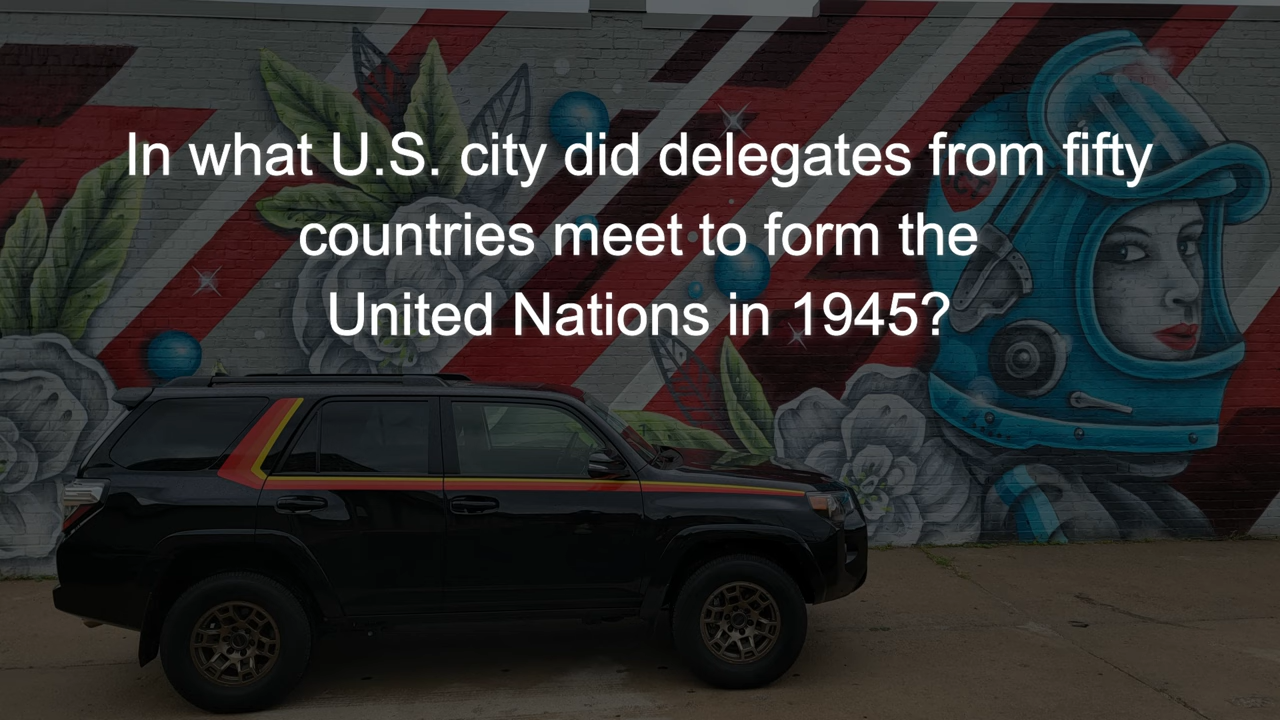 In what U.S. city did delegates from fifty
countries meet to form the
United Nations in 1945?